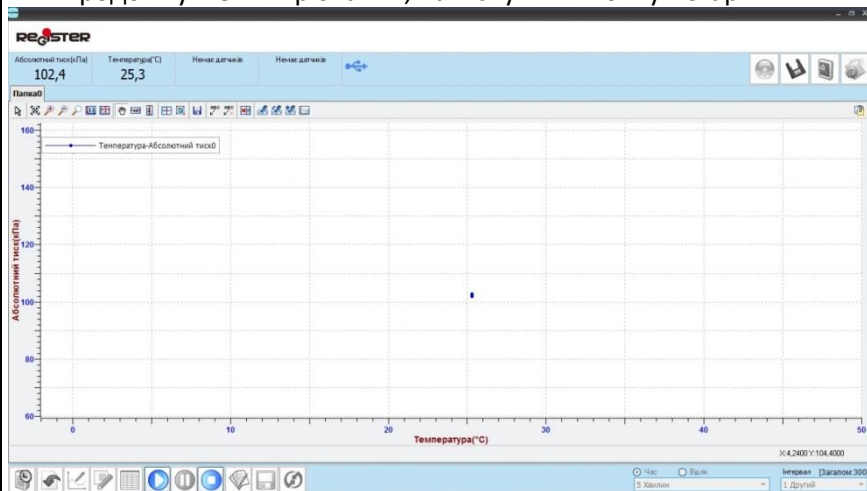 ReGISTER
Абсолютний тиск(кПа) Температура(°C) Немає датчиків Немає датчиків
102,4 25,3
Папка0
160
Температура-Абсолютний тиск0
140
120
100
80
60
Абсолютний тиск(кПа)
0 10 20 30 40 50
Температура(°C)
X:4,2400 Y:104,4000
Час Відлік Інтервал [Загалом:300
5 Хвилин 1 Другий